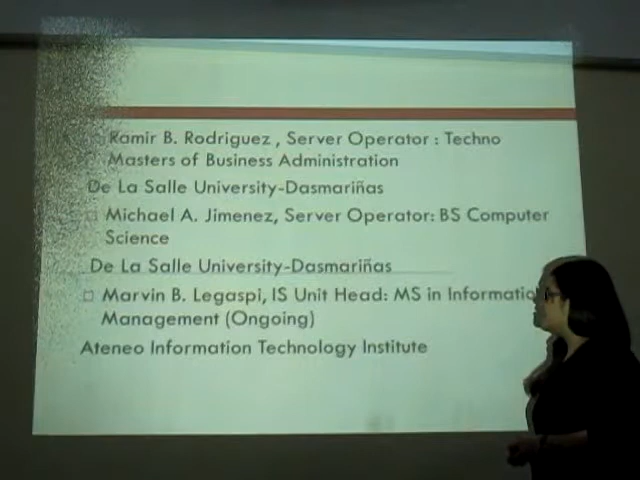 Ramir B. Rodriguez , Server Operator : Techno
Masters of Business Administration
De La Salle University-Dasmariñas
Michael A. Jimenez, Server Operator: BS Computer
Science
De La Salle University-Dasmariñas
Marvin B. Legaspi, IS Unit Head: MS in Informatio
Management (Ongoing)
Ateneo Information Technology Institute